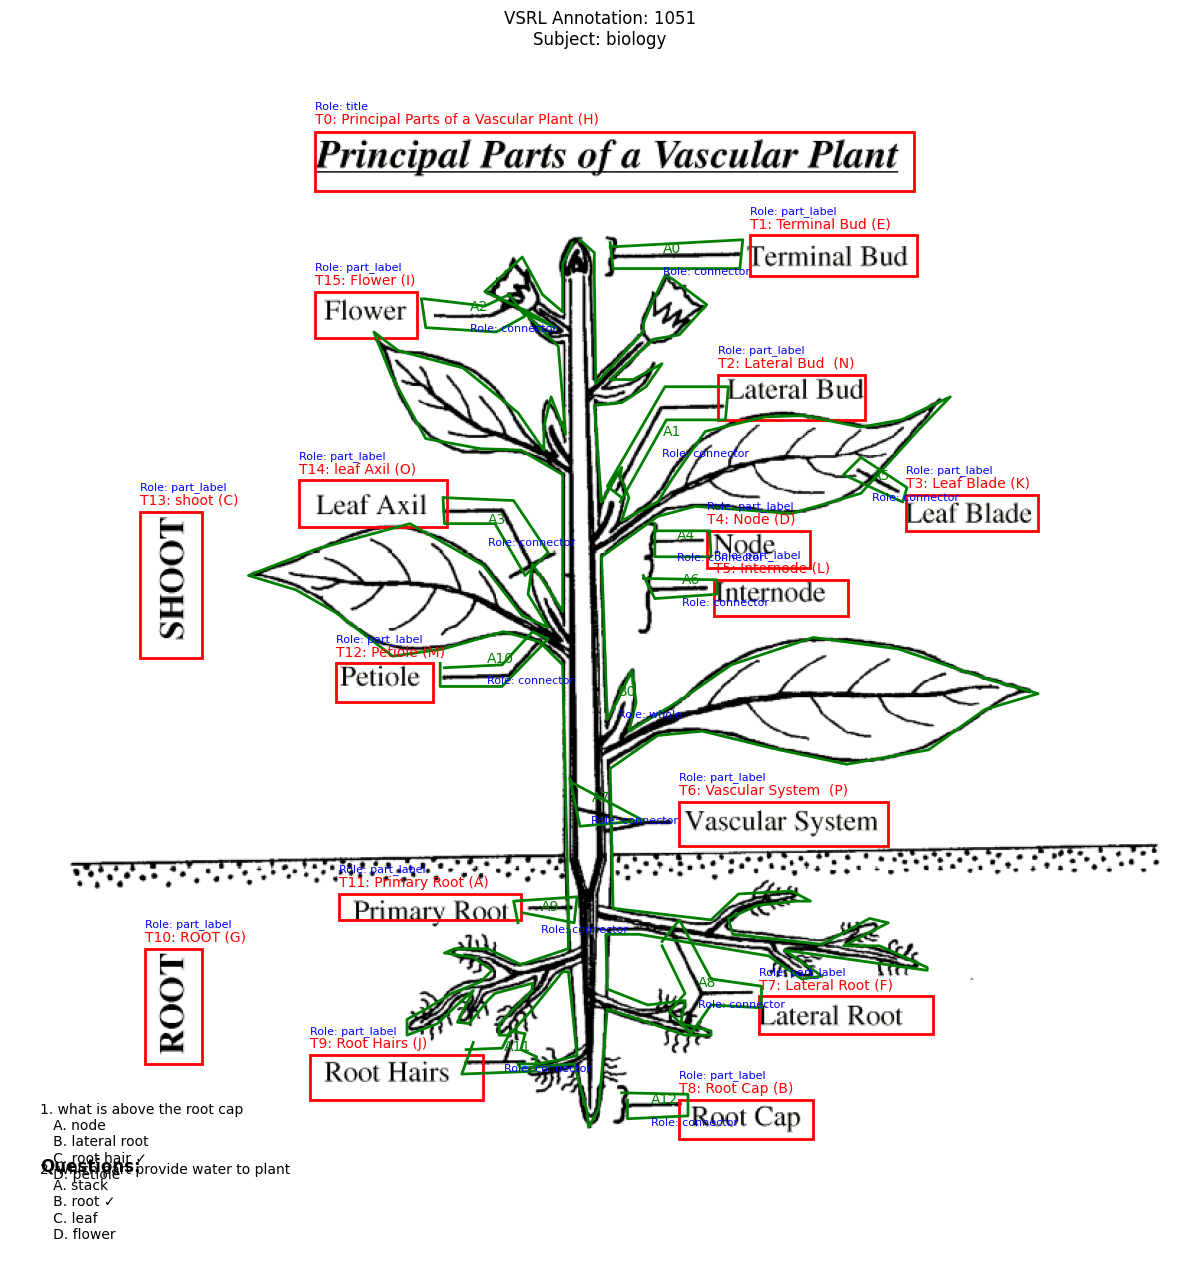 VSRL Annotation: 1051
Subject: biology
Role: title
T0: Principal Parts of a Vascular Plant (H)
Principal Parts of a Vascular Plant
Role: part_label
T1: Terminal Bud (E)
Terminal Bud
A0
Role: connector
Role: part_label
T15: Flower (I)
Flower
A2
Role: connector
Role: part_label
T2: Lateral Bud (N)
Lateral Bud
A1
Role: connector
Role: part_label
T14: leaf Axil (O)
Leaf Axil
A3
Role: connector
Role: part_label
T3: Leaf Blade (K)
Leaf Blade
A5
Role: connector
Role: part_label
T13: shoot (C)
SHOOT
Role: part_label
T4: Node (D)
Node
A4
Role: connector
Role: part_label
T5: Internode (L)
Internode
A6
Role: connector
Role: part_label
T12: Petiole (M)
Petiole
A10
Role: connector
B0
Role: whole
Role: part_label
T6: Vascular System (P)
Vascular System
A7
Role: connector
Role: part_label
T11: Primary Root (A)
Primary Root
A9
Role: connector
Role: part_label
T10: ROOT (G)
ROOT
Role: part_label
T7: Lateral Root (F)
Lateral Root
A8
Role: connector
Role: part_label
T9: Root Hairs (J)
Root Hairs
A11
Role: connector
Role: part_label
T8: Root Cap (B)
Root Cap
A12
Role: connector
Questions:
1. what is above the root cap
A. node
B. lateral root
C. root hair ✓
D. petiole
2. which part provide water to plant
A. stack
B. root ✓
C. leaf
D. flower